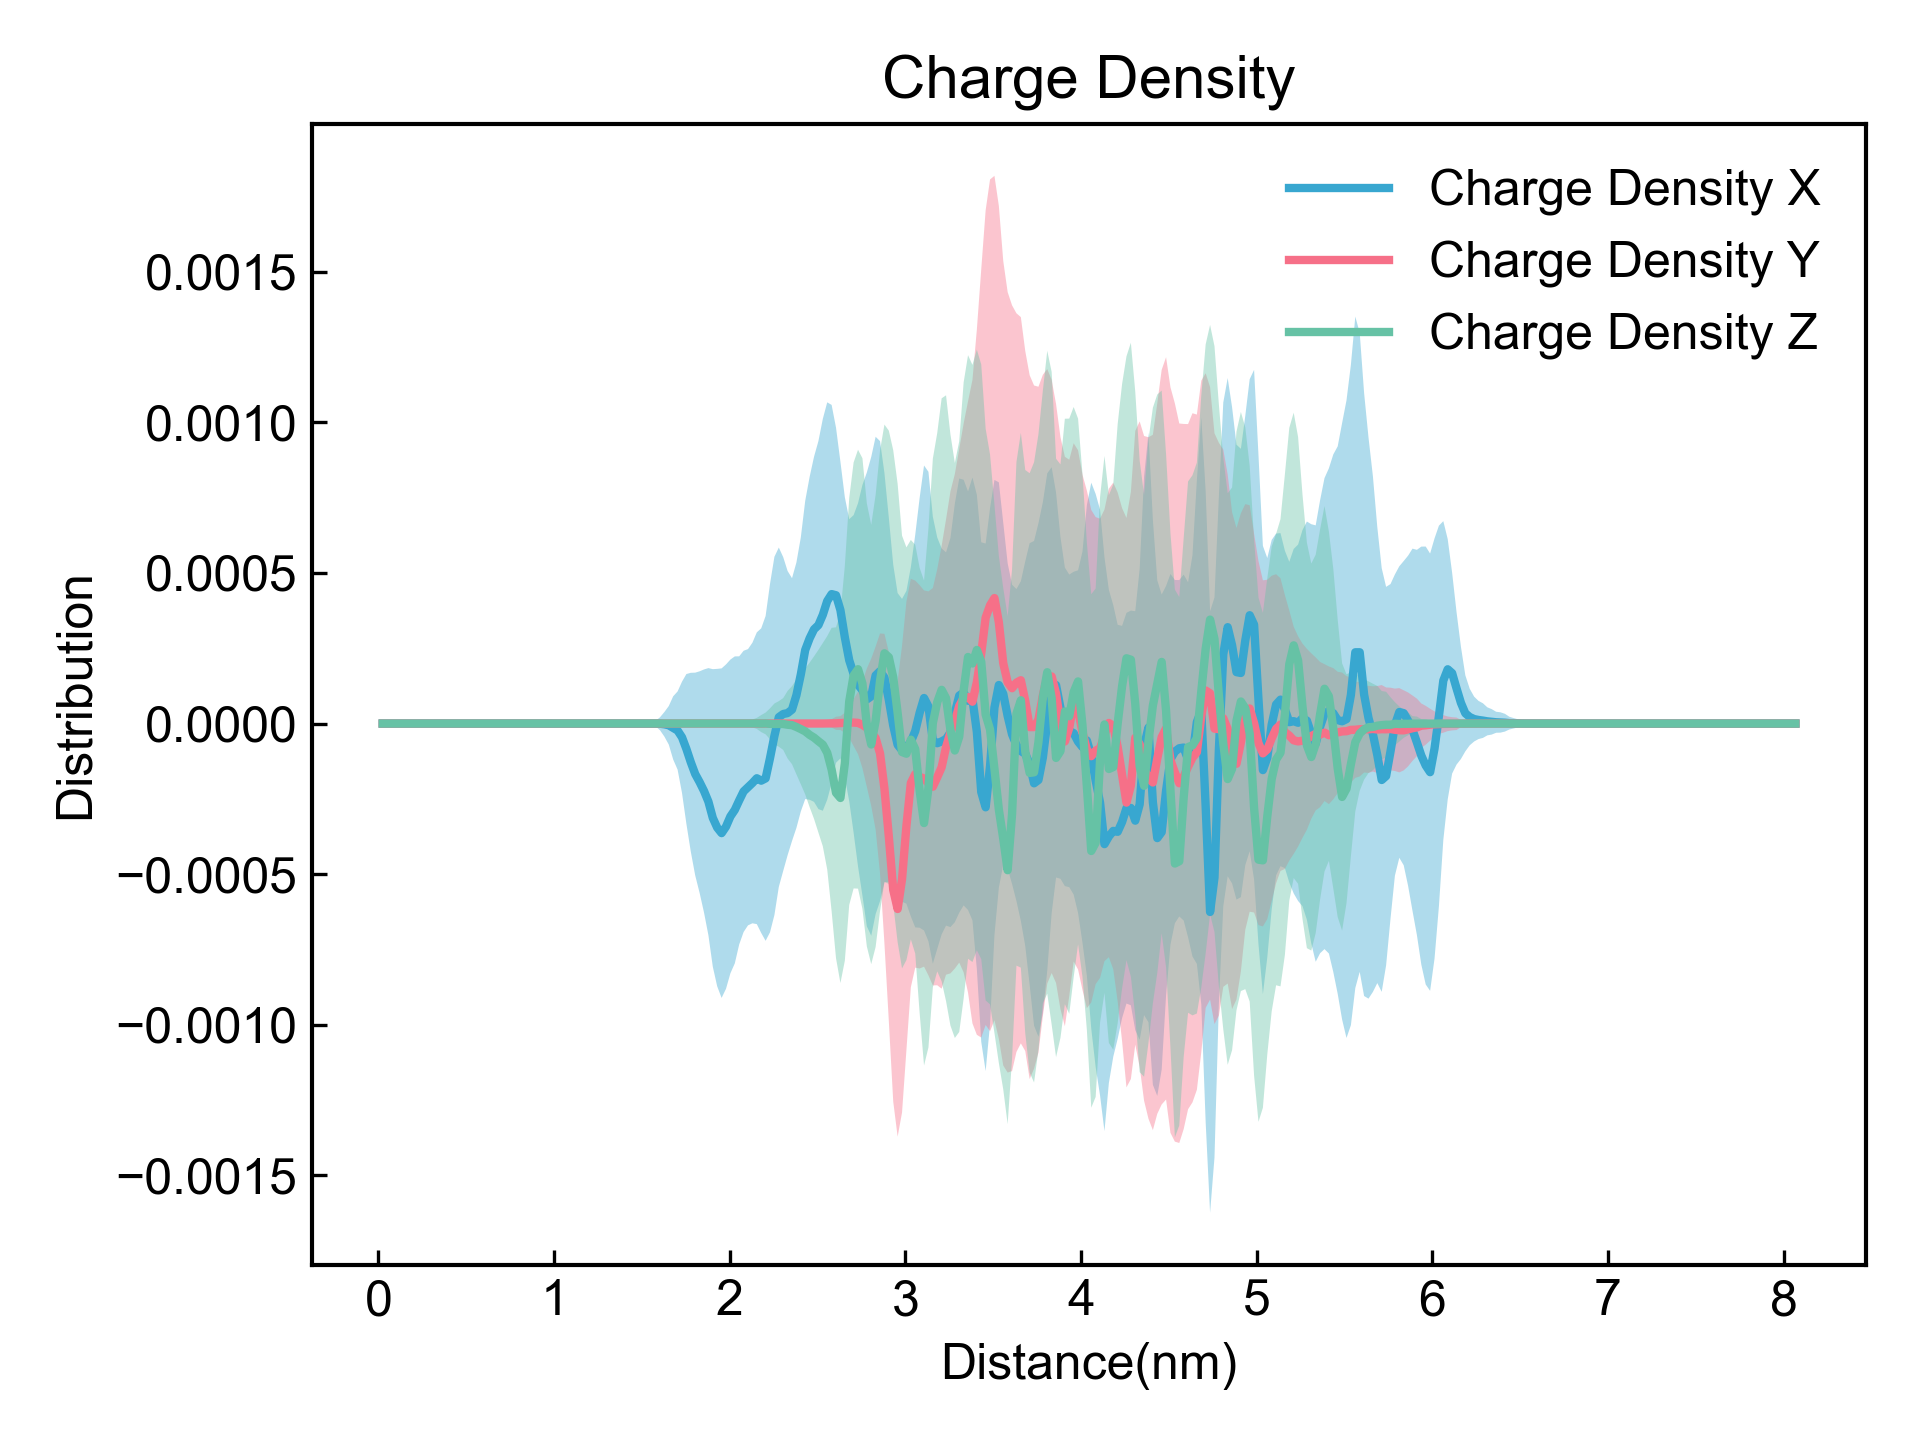 Charge Density
Charge Density X
Charge Density Y
Charge Density Z
0.0015
0.0010
0.0005
0.0000
−0.0005
−0.0010
−0.0015
Distribution
0 1 2 3 4 5 6 7 8
Distance(nm)